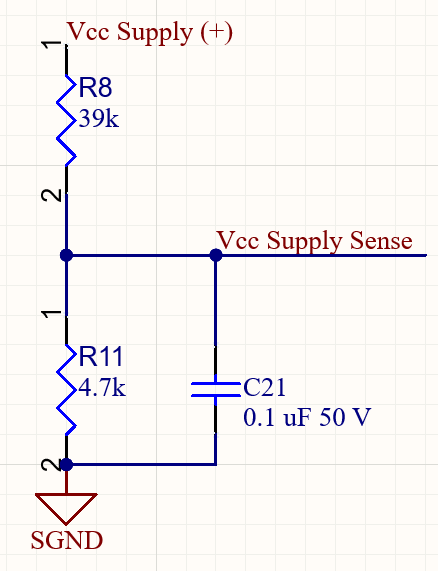 Vcc Supply (+)
1
R8
39k
2
Vcc Supply Sense
1
R11
4.7k
C21
0.1 uF 50 V
2
SGND